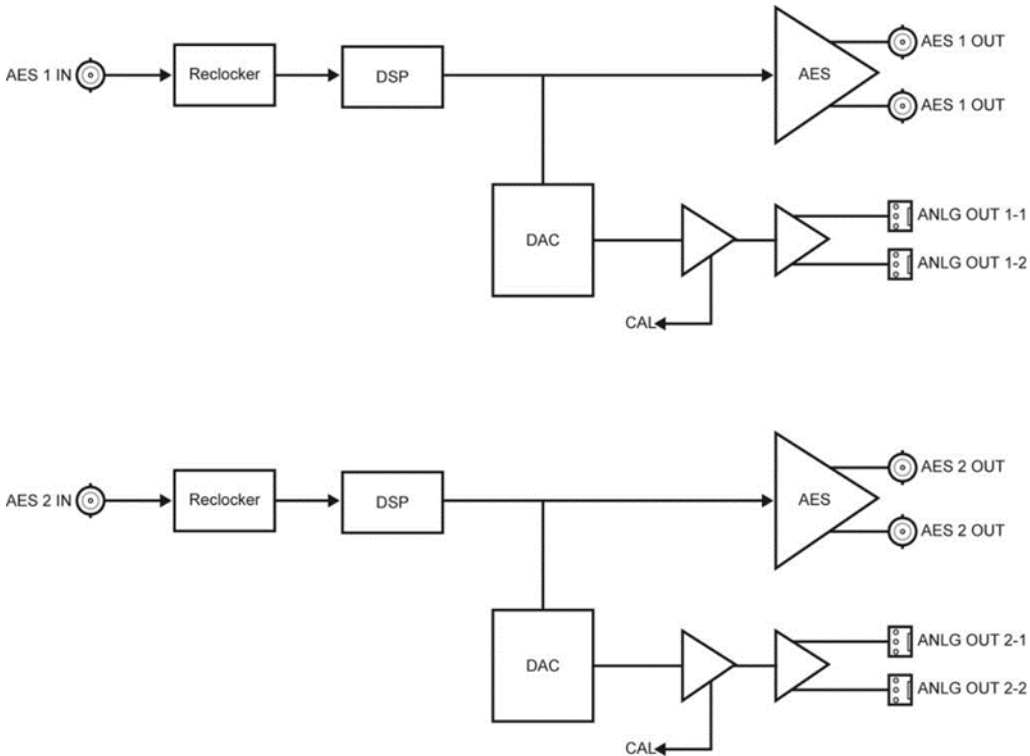 AES 1 IN
Reclocker
DSP
AES
AES 1 OUT
AES 1 OUT
DAC
ANLG OUT 1-1
ANLG OUT 1-2
CAL
AES 2 IN
Reclocker
DSP
AES
AES 2 OUT
AES 2 OUT
DAC
ANLG OUT 2-1
ANLG OUT 2-2
CAL